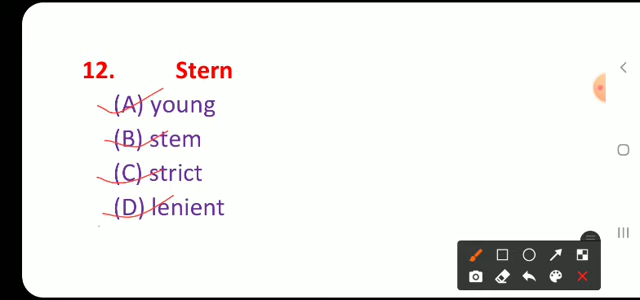 12. Stern
(A) young
(B) stem
(C) strict
(D) lenient